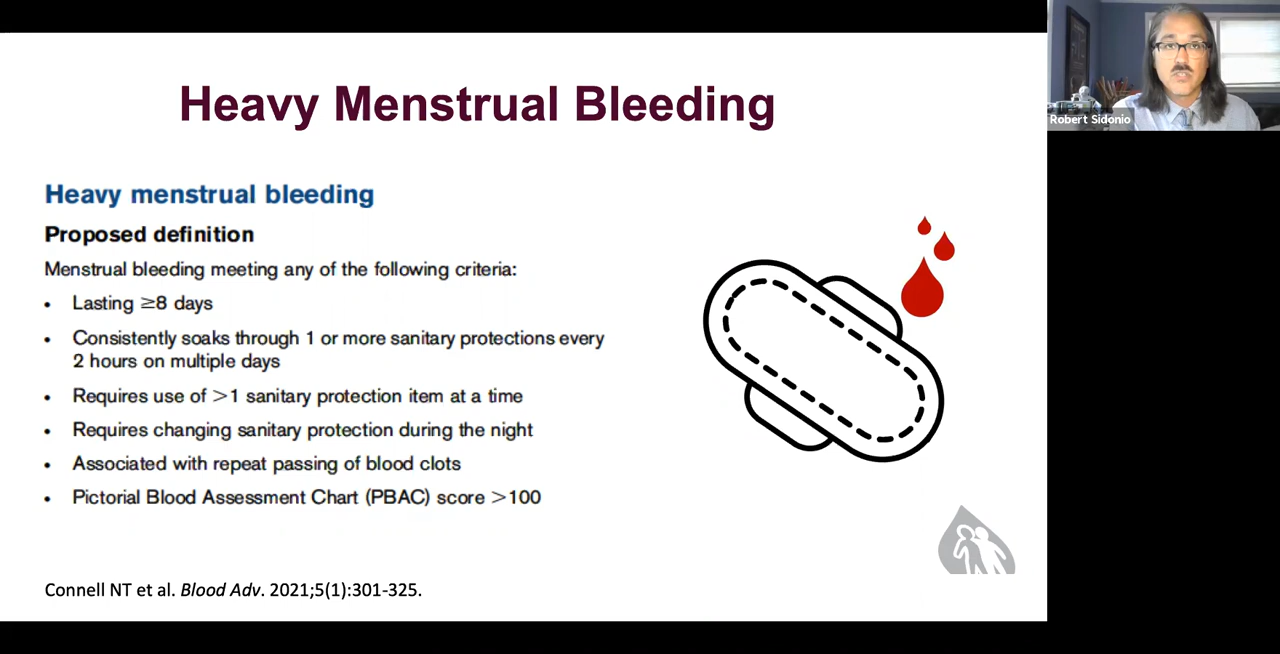 Heavy Menstrual Bleeding
Robert Sidonio
Heavy menstrual bleeding
Proposed definition
Menstrual bleeding meeting any of the following criteria:
• Lasting ≥8 days
• Consistently soaks through 1 or more sanitary protections every
2 hours on multiple days
• Requires use of >1 sanitary protection item at a time
• Requires changing sanitary protection during the night
• Associated with repeat passing of blood clots
• Pictorial Blood Assessment Chart (PBAC) score >100
Connell NT et al. Blood Adv. 2021;5(1):301-325.